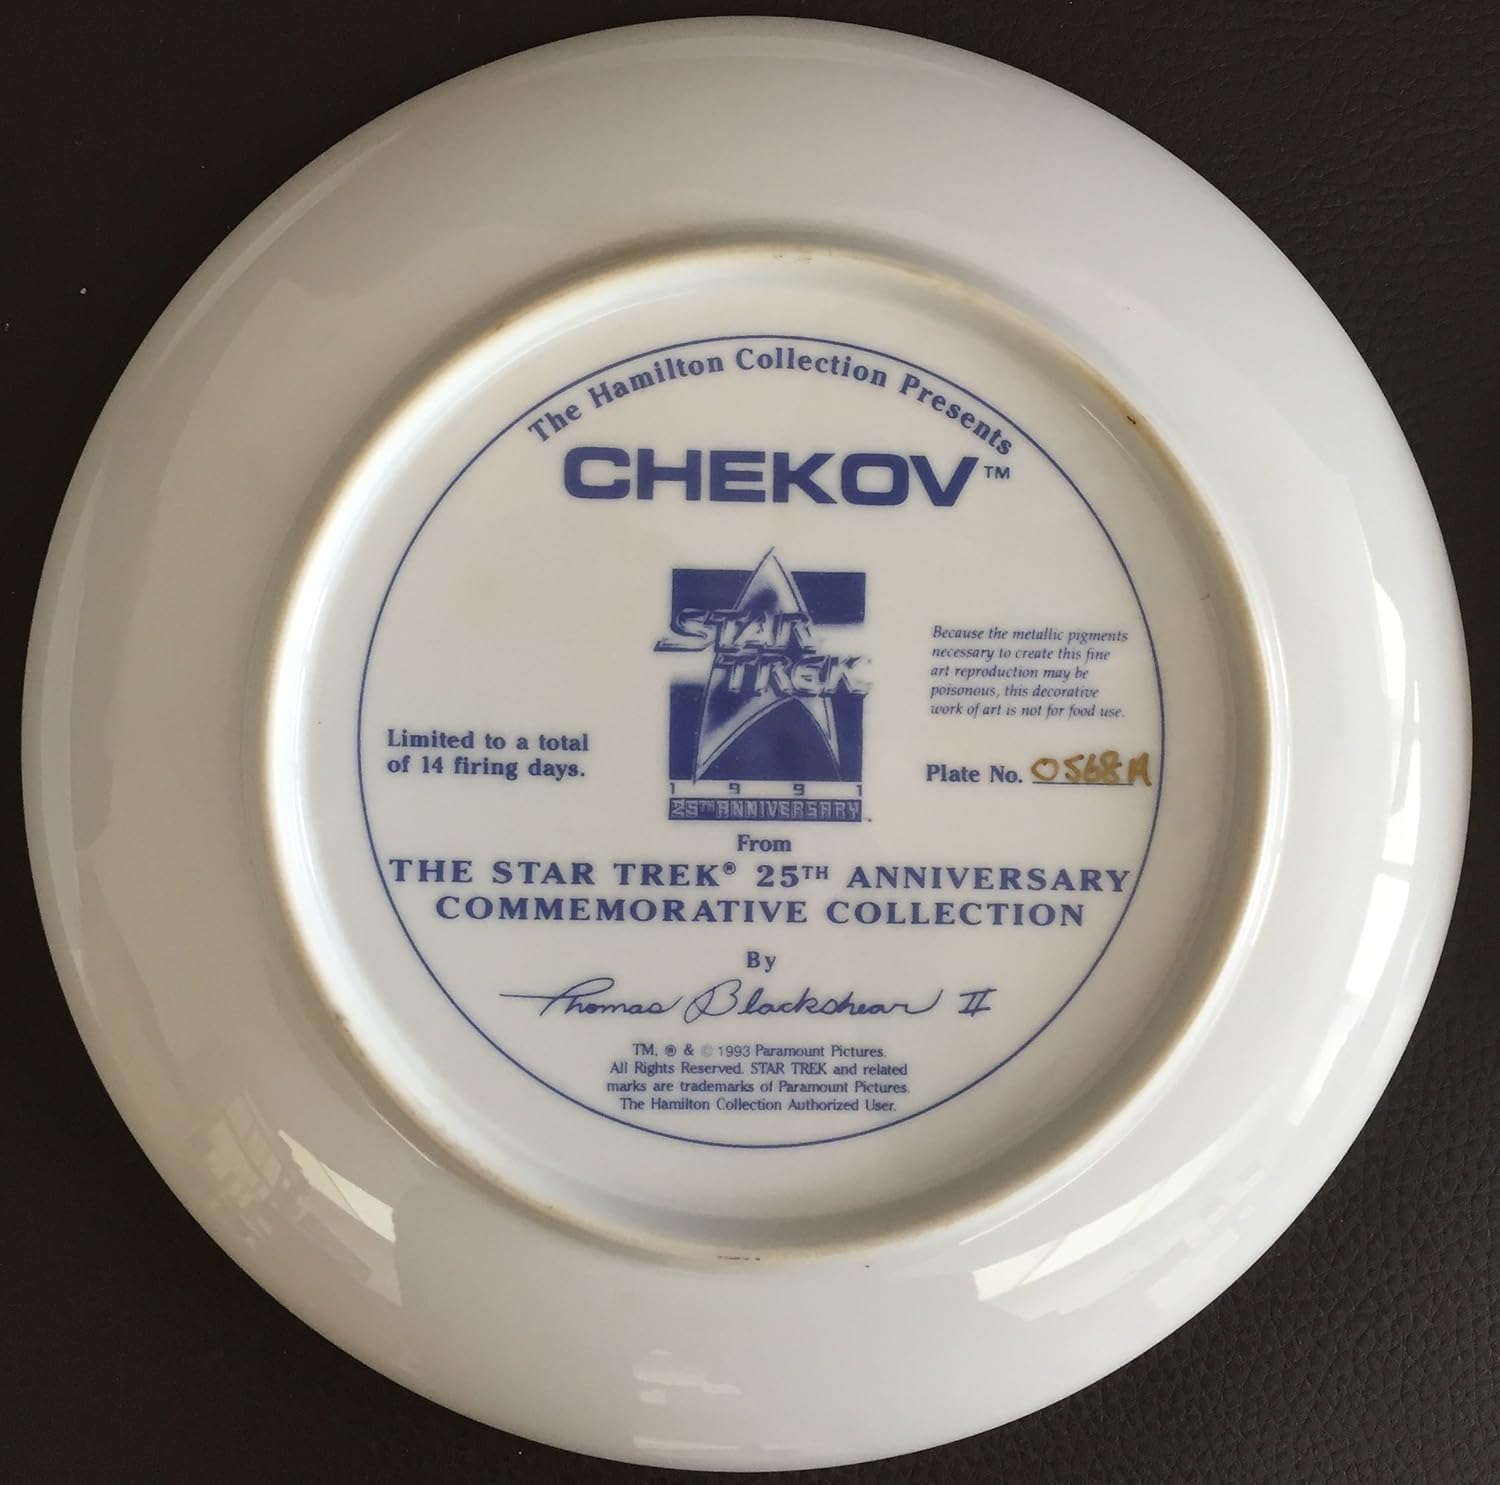 The Hamilton Collection Presents
CHEKOV™
STAR
TREK
1 9 9 1
25TH ANNIVERSARY™
Because the metallic pigments
necessary to create this fine
art reproduction may be
poisonous, this decorative
work of art is not for food use.
Limited to a total
of 14 firing days.
Plate No. 0568A
From
THE STAR TREK® 25TH ANNIVERSARY
COMMEMORATIVE COLLECTION
By
Thomas Blackshear II
TM, ® & © 1993 Paramount Pictures.
All Rights Reserved. STAR TREK and related
marks are trademarks of Paramount Pictures.
The Hamilton Collection Authorized User.